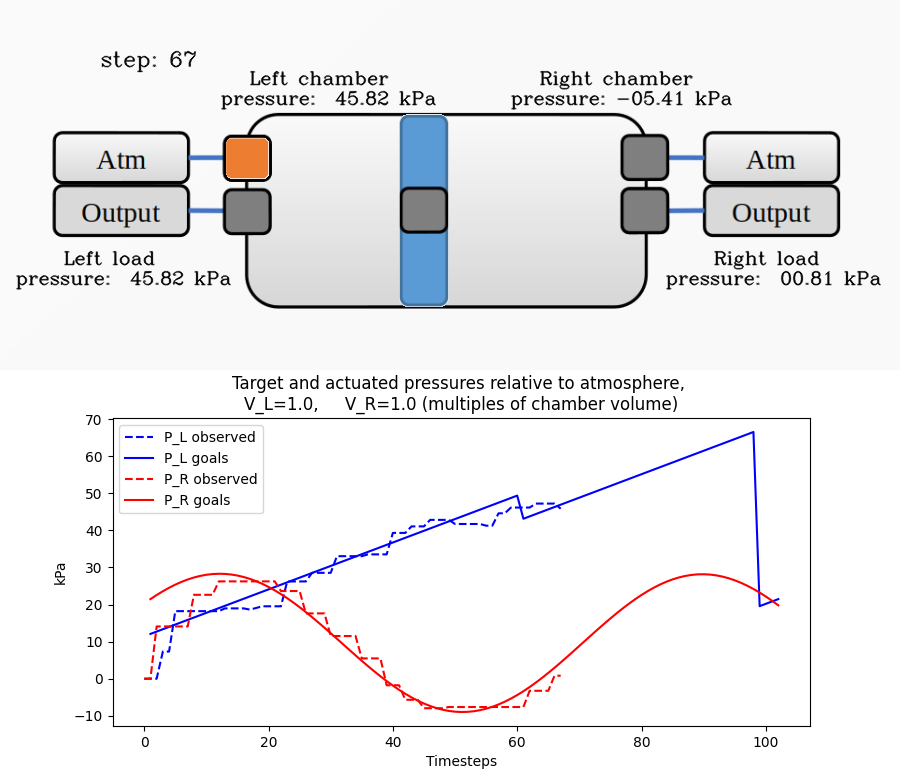 step: 67
Left chamber
pressure: 45.82 kPa
Right chamber
pressure: −05.41 kPa
Atm
Output
Atm
Output
Left load
pressure: 45.82 kPa
Right load
pressure: 00.81 kPa
Target and actuated pressures relative to atmosphere,
V_L=1.0, V_R=1.0 (multiples of chamber volume)
P_L observed
P_L goals
P_R observed
P_R goals
kPa
70
60
50
40
30
20
10
0
−10
0 20 40 60 80 100
Timesteps